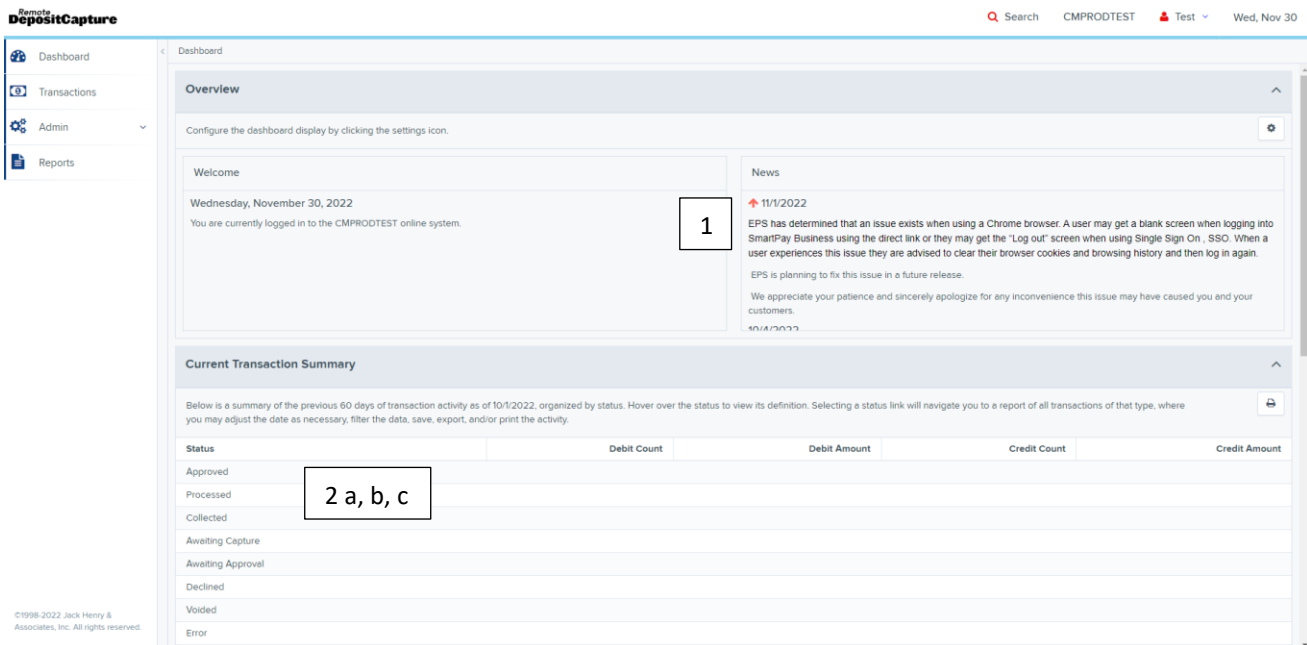 Remote
DepositCapture
Search
CMPRODTEST
Test
Wed, Nov 30
Dashboard
Transactions
Admin
Reports
Dashboard
Overview
Configure the dashboard display by clicking the settings icon.
Welcome
Wednesday, November 30, 2022
You are currently logged in to the CMPRODTEST online system.
1
News
11/1/2022
EPS has determined that an issue exists when using a Chrome browser. A user may get a blank screen when logging into
SmartPay Business using the direct link or they may get the "Log out" screen when using Single Sign On , SSO. When a
user experiences this issue they are advised to clear their browser cookies and browsing history and then log in again.
EPS is planning to fix this issue in a future release.
We appreciate your patience and sincerely apologize for any inconvenience this issue may have caused you and your
customers.
10/4/2022
Current Transaction Summary
Below is a summary of the previous 60 days of transaction activity as of 10/1/2022, organized by status. Hover over the status to view its definition. Selecting a status link will navigate you to a report of all transactions of that type, where
you may adjust the date as necessary, filter the data, save, export, and/or print the activity.
Status Debit Count Debit Amount Credit Count Credit Amount
Approved
Processed
2 a, b, c
Collected
Awaiting Capture
Awaiting Approval
Declined
Voided
Error
©1998-2022 Jack Henry &
Associates, Inc. All rights reserved.